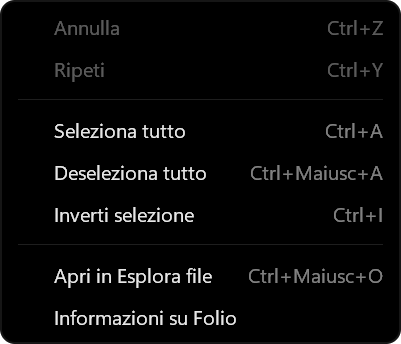 Annulla Ctrl+Z
Ripeti Ctrl+Y
Seleziona tutto Ctrl+A
Deseleziona tutto Ctrl+Maiusc+A
Inverti selezione Ctrl+I
Apri in Esplora file Ctrl+Maiusc+O
Informazioni su Folio